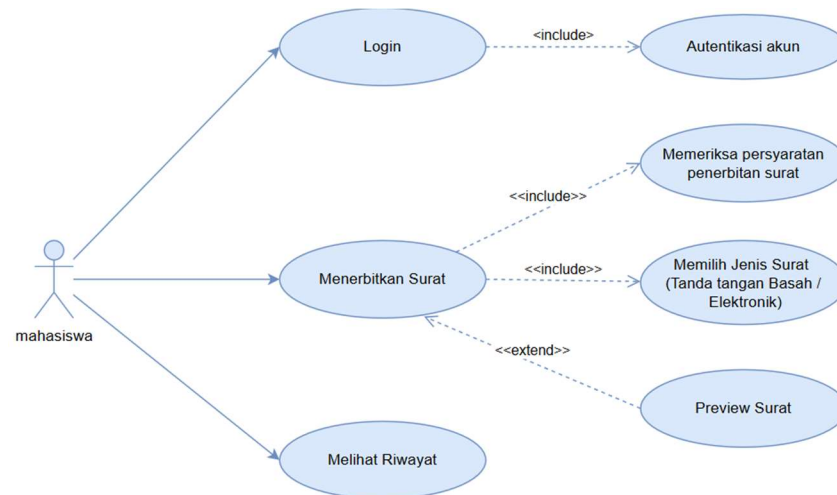 Login
<include>
Autentikasi akun
Memeriksa persyaratan
penerbitan surat
<<include>>
Menerbitkan Surat
<<include>>
Memilih Jenis Surat
(Tanda tangan Basah /
Elektronik)
mahasiswa
<<extend>>
Preview Surat
Melihat Riwayat